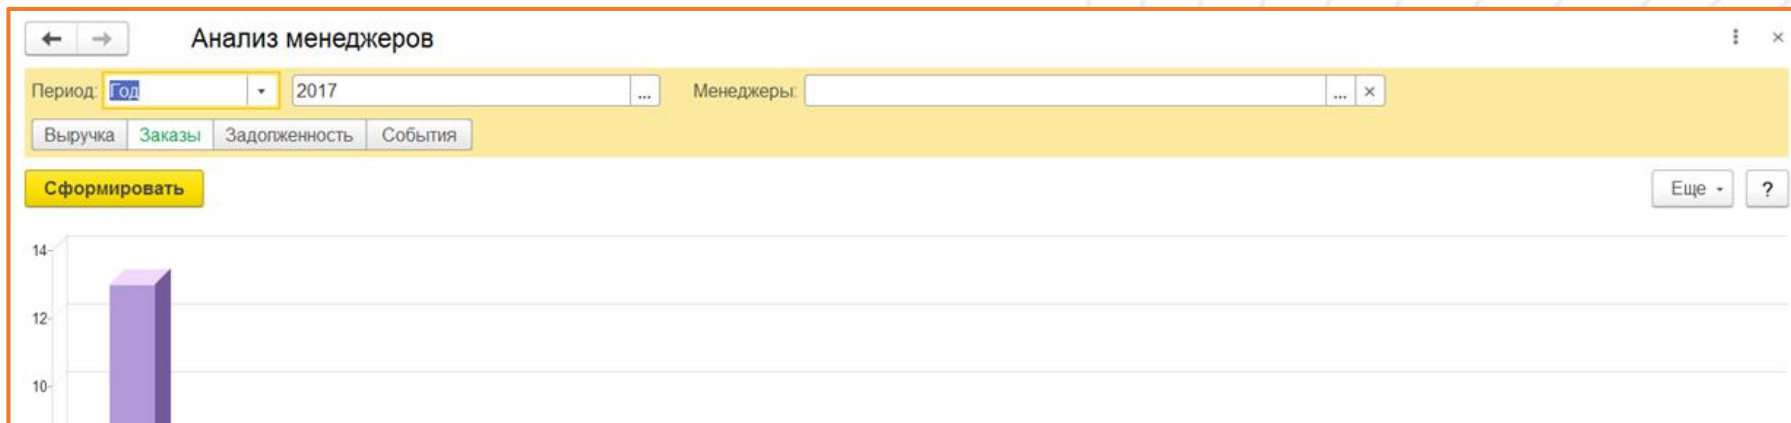 Анализ менеджеров
Период: Год 2017 ... Менеджеры: ... ×
Выручка Заказы Задолженность События
Сформировать Еще ?
14
12
10